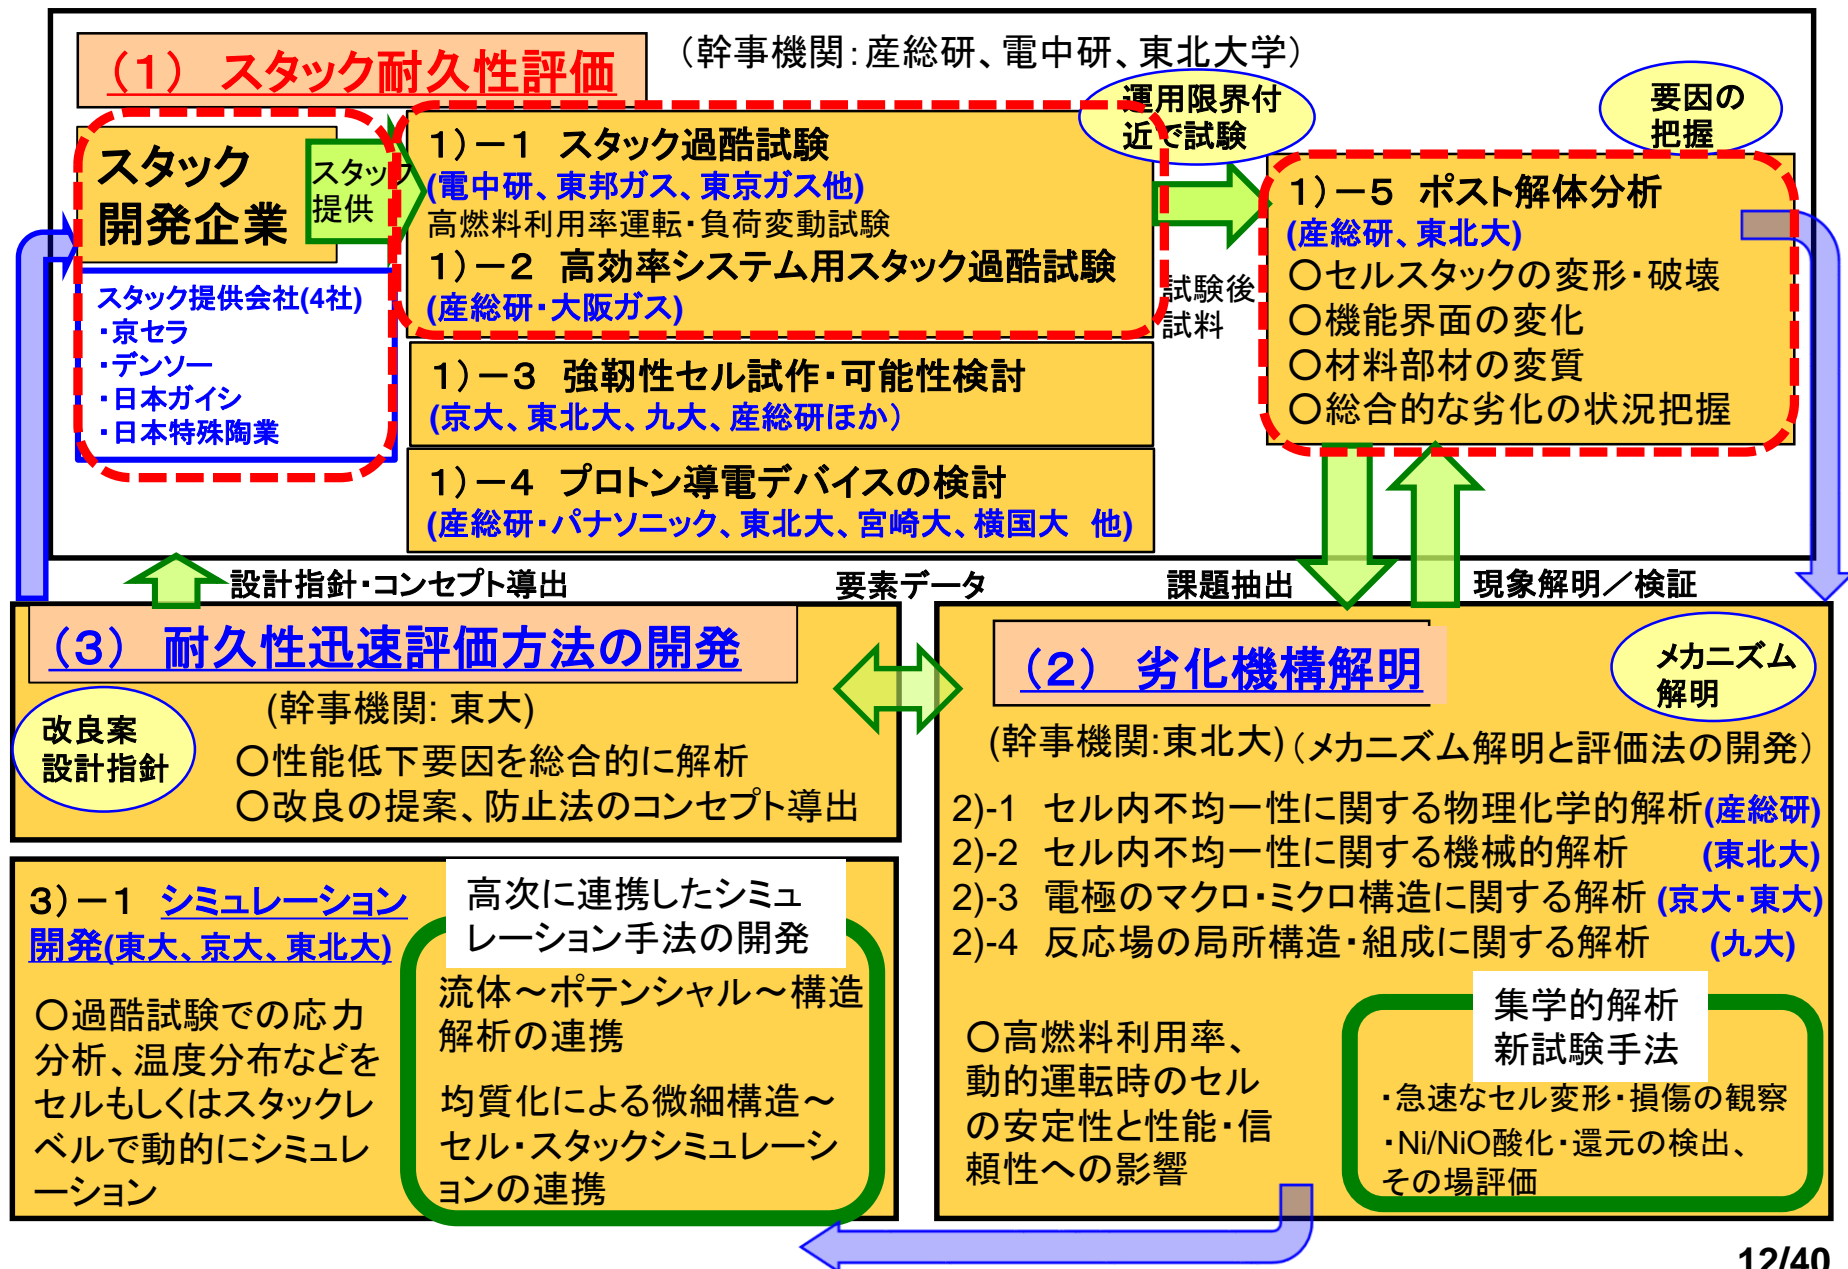 （1） スタック耐久性評価
（幹事機関：産総研、電中研、東北大学）
運用限界付
近で試験
要因の
把握
スタック
開発企業
スタック
提供
スタック提供会社(4社)
・京セラ
・デンソー
・日本ガイシ
・日本特殊陶業
1)－1 スタック過酷試験
(電中研、東邦ガス、東京ガス他)
高燃料利用率運転・負荷変動試験
1)－2 高効率システム用スタック過酷試験
(産総研・大阪ガス)
試験後
試料
1)－3 強靭性セル試作・可能性検討
(京大、東北大、九大、産総研ほか）
1)－4 プロトン導電デバイスの検討
(産総研・パナソニック、東北大、宮崎大、横国大 他)
1)－5 ポスト解体分析
(産総研、東北大)
○セルスタックの変形・破壊
○機能界面の変化
○材料部材の変質
○総合的な劣化の状況把握
設計指針・コンセプト導出
要素データ
課題抽出
現象解明／検証
（3） 耐久性迅速評価方法の開発
(幹事機関: 東大)
改良案
設計指針
○性能低下要因を総合的に解析
○改良の提案、防止法のコンセプト導出
3)－1 シミュレーション
開発(東大、京大、東北大)
○過酷試験での応力
分析、温度分布などを
セルもしくはスタックレ
ベルで動的にシミュレ
ーション
高次に連携したシミュ
レーション手法の開発
流体～ポテンシャル～構造
解析の連携
均質化による微細構造～
セル・スタックシミュレーシ
ョンの連携
（2） 劣化機構解明
メカニズム
解明
(幹事機関:東北大)（メカニズム解明と評価法の開発）
2)-1 セル内不均一性に関する物理化学的解析(産総研)
2)-2 セル内不均一性に関する機械的解析 (東北大)
2)-3 電極のマクロ・ミクロ構造に関する解析 (京大・東大)
2)-4 反応場の局所構造・組成に関する解析 (九大)
○高燃料利用率、
動的運転時のセル
の安定性と性能・信
頼性への影響
集学的解析
新試験手法
・急速なセル変形・損傷の観察
・Ni/NiO酸化・還元の検出、
その場評価
12/40